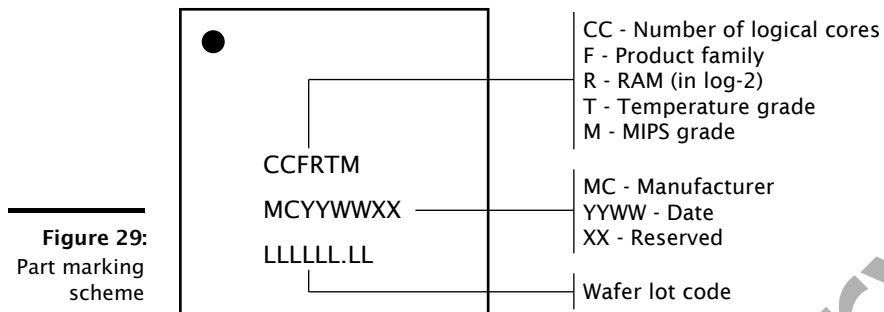 CC - Number of logical cores
F - Product family
R - RAM (in log-2)
T - Temperature grade
M - MIPS grade
CCFRTM
MCYYWWXX
LLLLLL.LL
MC - Manufacturer
YYWW - Date
XX - Reserved
Wafer lot code
Figure 29:
Part marking
scheme